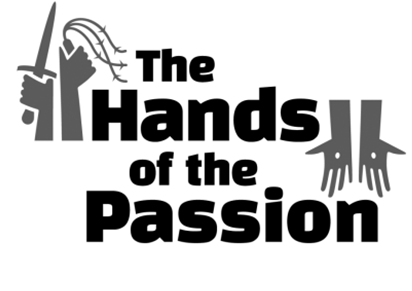 The
Hands
of the
Passion